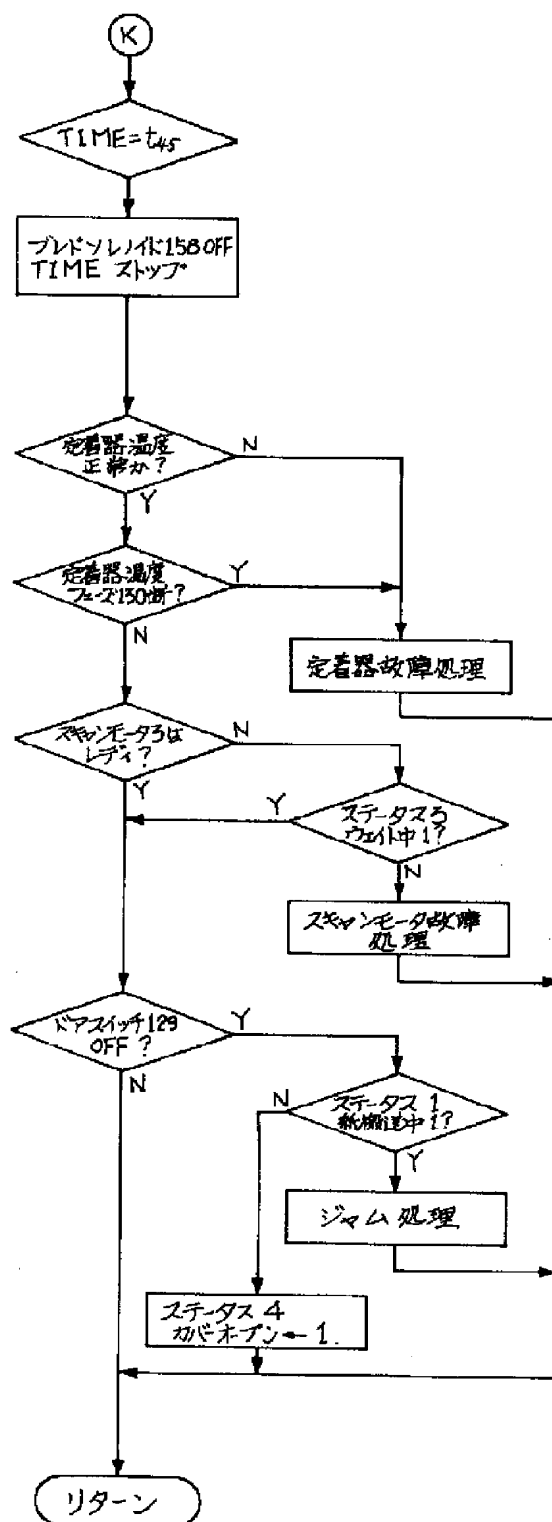 K
TIME=t45
ブレドソレノイド158 OFF
TIME ストップ
定着器温度
正常か?
N
Y
定着器温度
フューズ130断?
Y
N
定着器故障処理
スキャンモータ3は
レディ?
N
Y
Y
ステータス3
ウェイト中1?
N
スキャンモータ故障
処理
ドアスイッチ129
OFF?
Y
N
N
ステータス 1
紙搬送中1?
Y
ジャム処理
ステータス 4
カバーオープン←1.
リターン